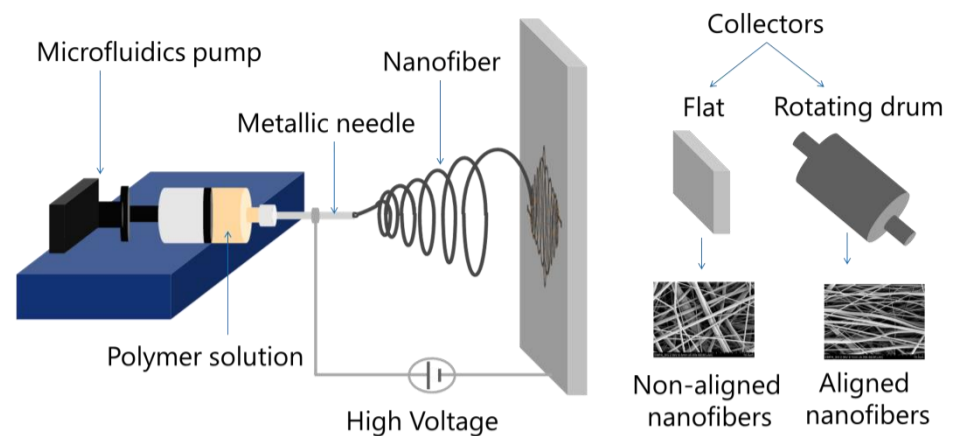 Microfluidics pump
Nanofiber
Metallic needle
Polymer solution
High Voltage
Collectors
Flat
Rotating drum
Non-aligned
nanofibers
Aligned
nanofibers